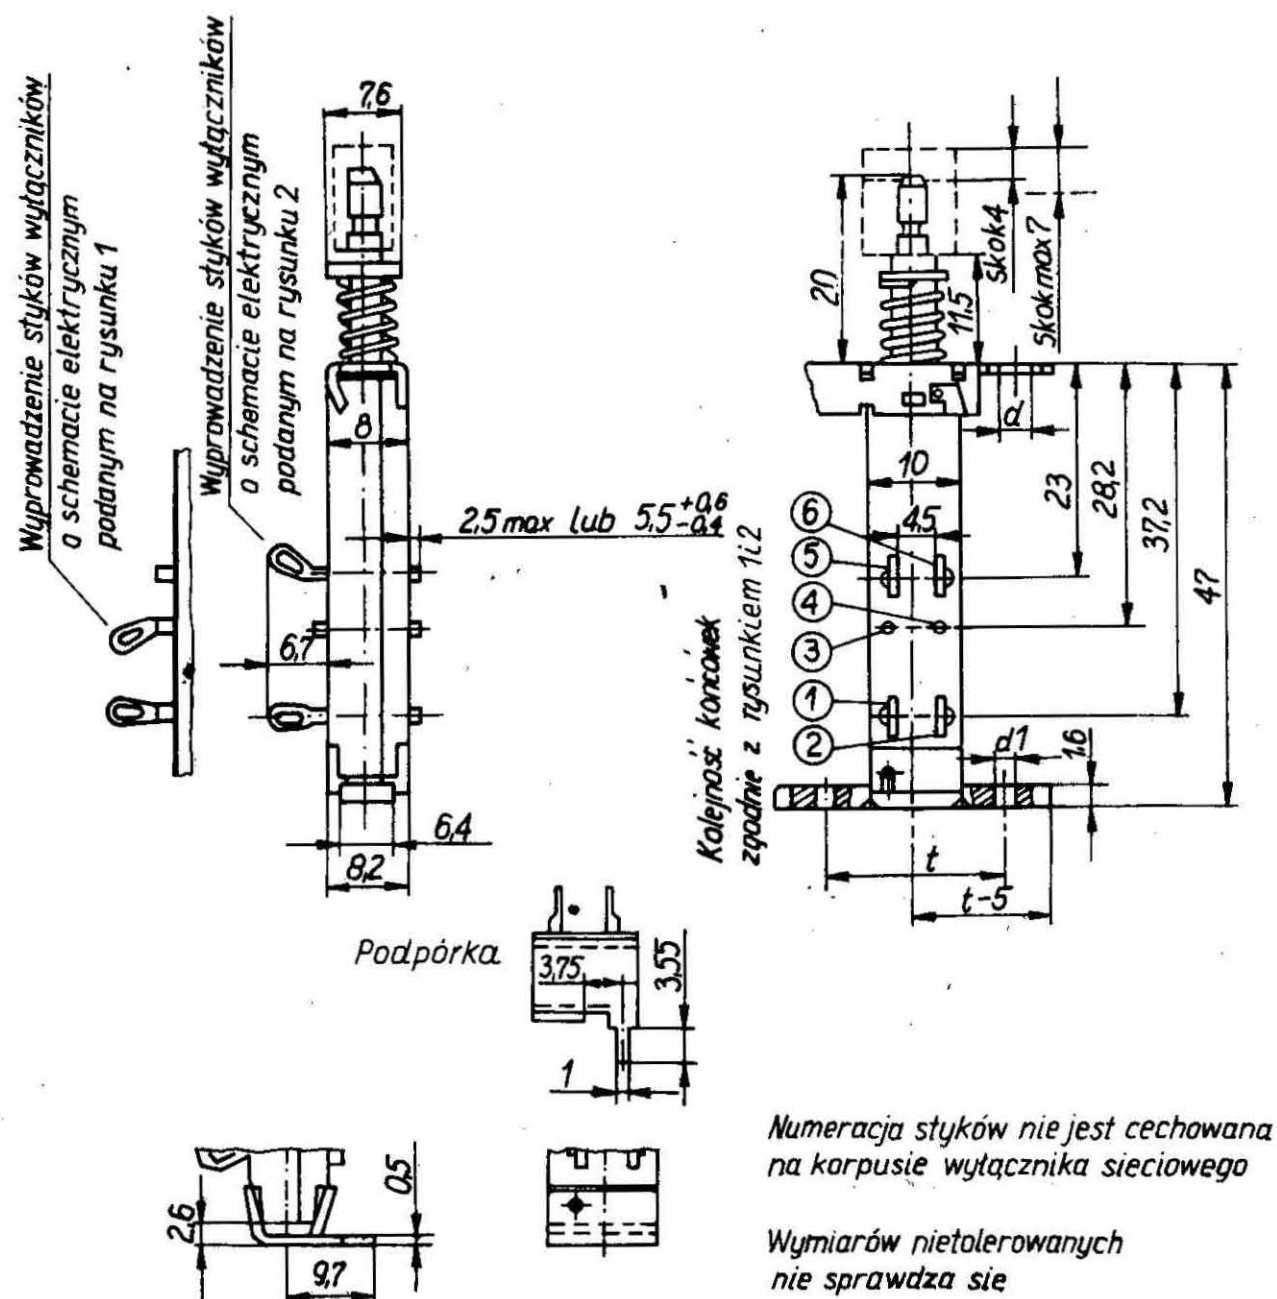 Wyprowadzenie styków wyłączników
o schemacie elektrycznym
podanym na rysunku 1
Wyprowadzenie styków wyłączników
o schemacie elektrycznym
podanym na rysunku 2
7,6
8
2,5 max lub 5,5 +0,6 -0,4
6,7
6,4
8,2
20
11,5
skok 4
skok max 7
d
10
4,5
6
5
4
3
1
2
23
28,2
37,2
47
d1
1,6
t
t-5
Kolejność końcówek
zgodnie z rysunkiem 1i2
Podpórka
3,75
3,55
1
2,6
0,5
9,7
Numeracja styków nie jest cechowana
na korpusie wyłącznika sieciowego
Wymiarów nietolerowanych
nie sprawdza się